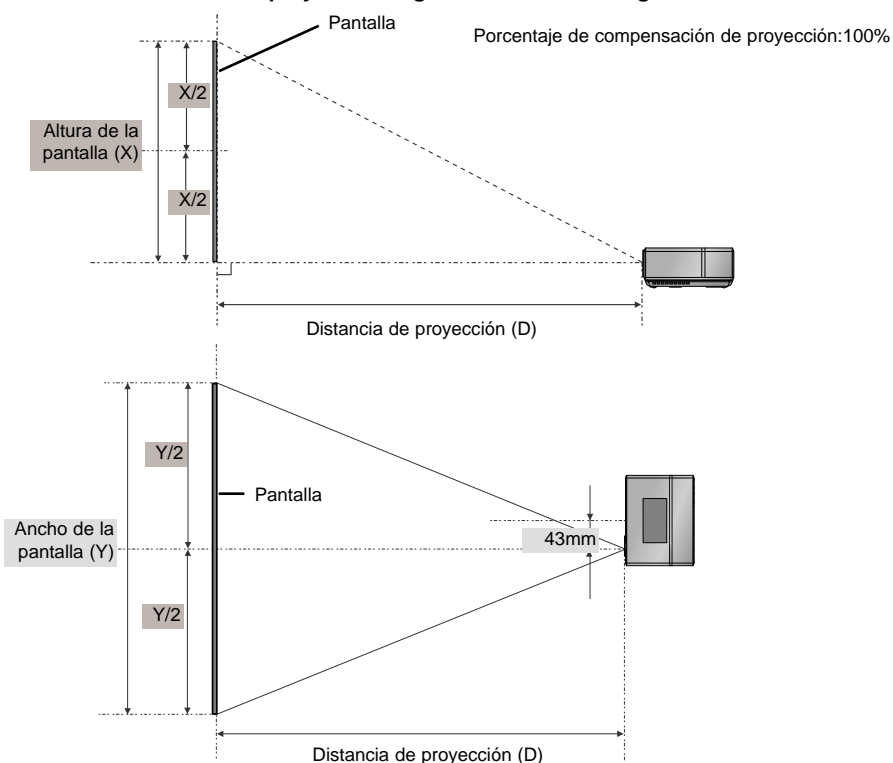 Pantalla
Porcentaje de compensación de proyección:100%
X/2
Altura de la
pantalla (X)
X/2
Distancia de proyección (D)
Y/2
Pantalla
Ancho de la
pantalla (Y)
43mm
Y/2
Distancia de proyección (D)